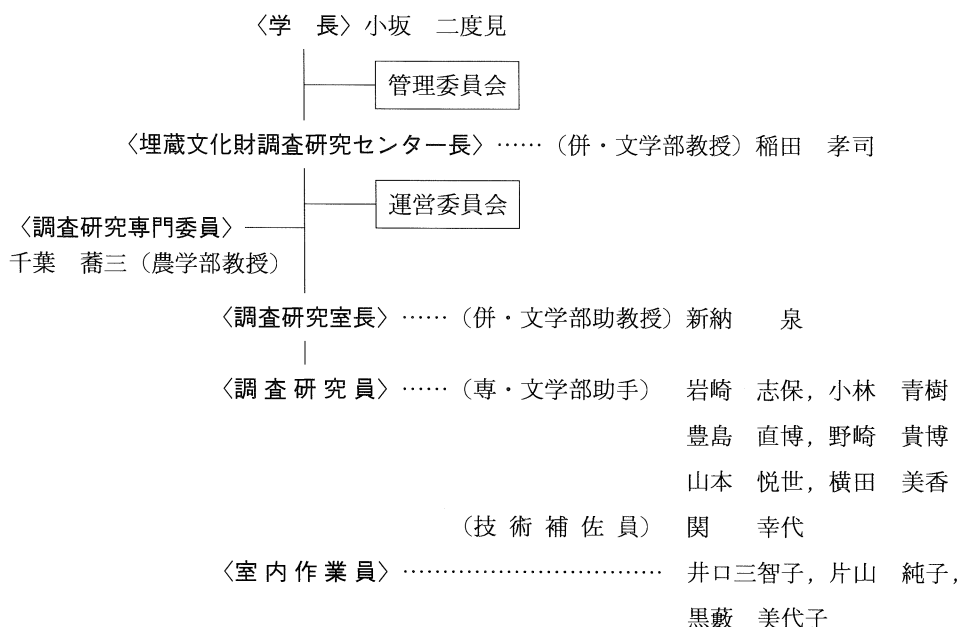 〈学　長〉小坂　二度見
管理委員会
〈埋蔵文化財調査研究センター長〉……（併・文学部教授）稲田　孝司
運営委員会
〈調査研究専門委員〉
千葉　蕎三（農学部教授）
〈調査研究室長〉……（併・文学部助教授）新納　　泉
〈調査研究員〉……（専・文学部助手）　岩崎　志保，小林　青樹
豊島　直博，野崎　貴博
山本　悦世，横田　美香
（技術補佐員）　関　　幸代
〈室内作業員〉……………………………　井口三智子，片山　純子，
黒藪　美代子